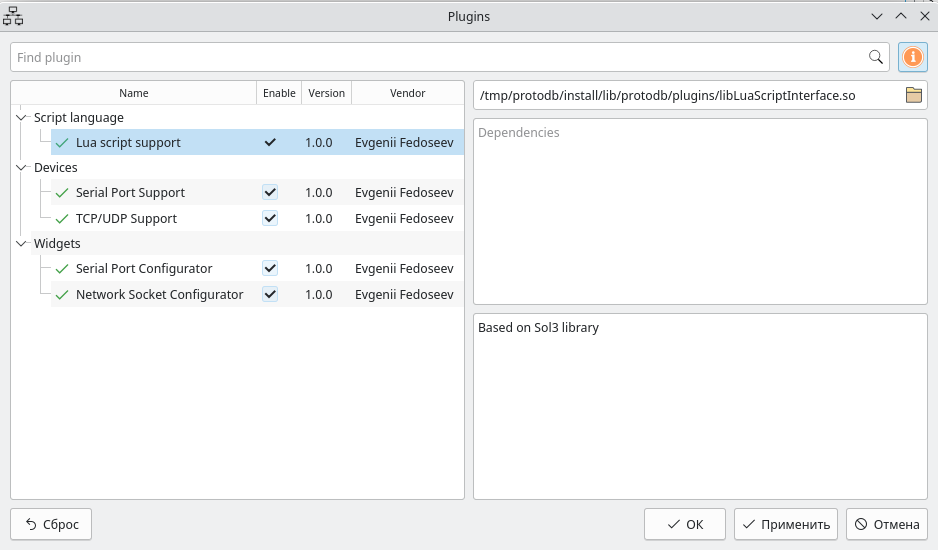 Plugins
Find plugin
Name Enable Version Vendor
Script language
Lua script support 1.0.0 Evgenii Fedoseev
Devices
Serial Port Support 1.0.0 Evgenii Fedoseev
TCP/UDP Support 1.0.0 Evgenii Fedoseev
Widgets
Serial Port Configurator 1.0.0 Evgenii Fedoseev
Network Socket Configurator 1.0.0 Evgenii Fedoseev
/tmp/protodb/install/lib/protodb/plugins/libLuaScriptInterface.so
Dependencies
Based on Sol3 library
Сброс
ОК
Применить
Отмена